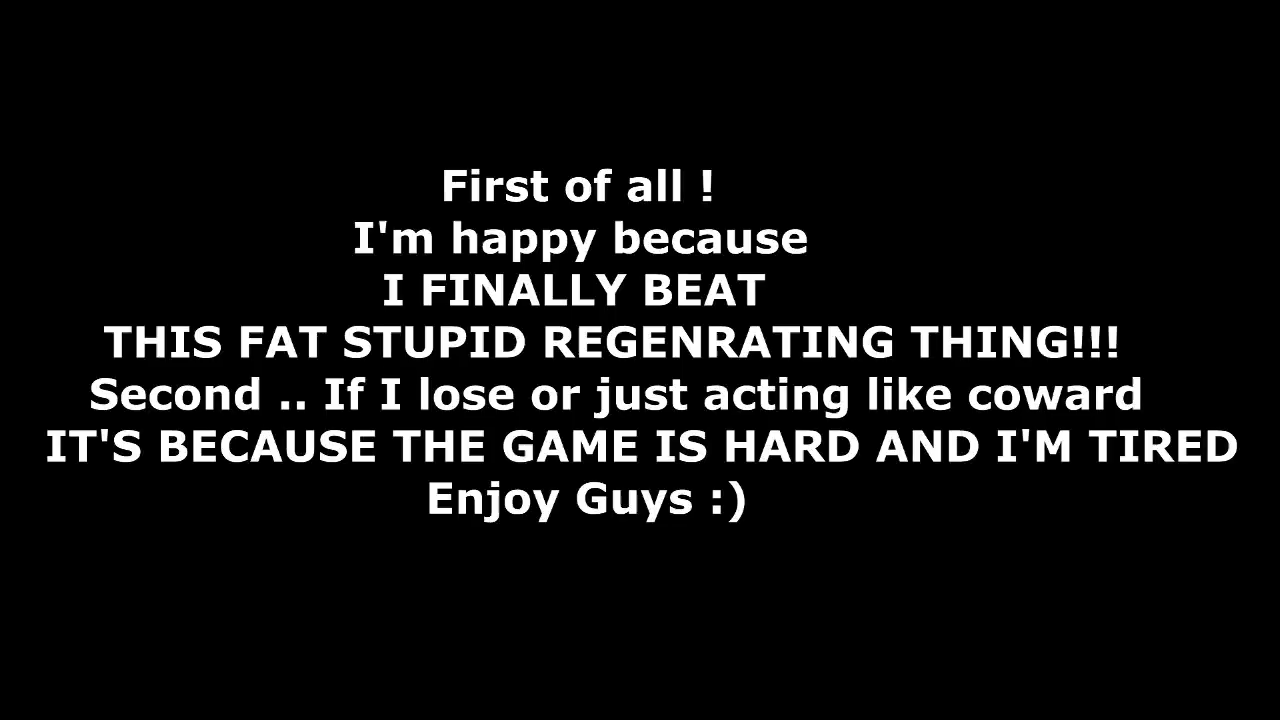 First of all !
I'm happy because
I FINALLY BEAT
THIS FAT STUPID REGENRATING THING!!!
Second .. If I lose or just acting like coward
IT'S BECAUSE THE GAME IS HARD AND I'M TIRED
Enjoy Guys :)